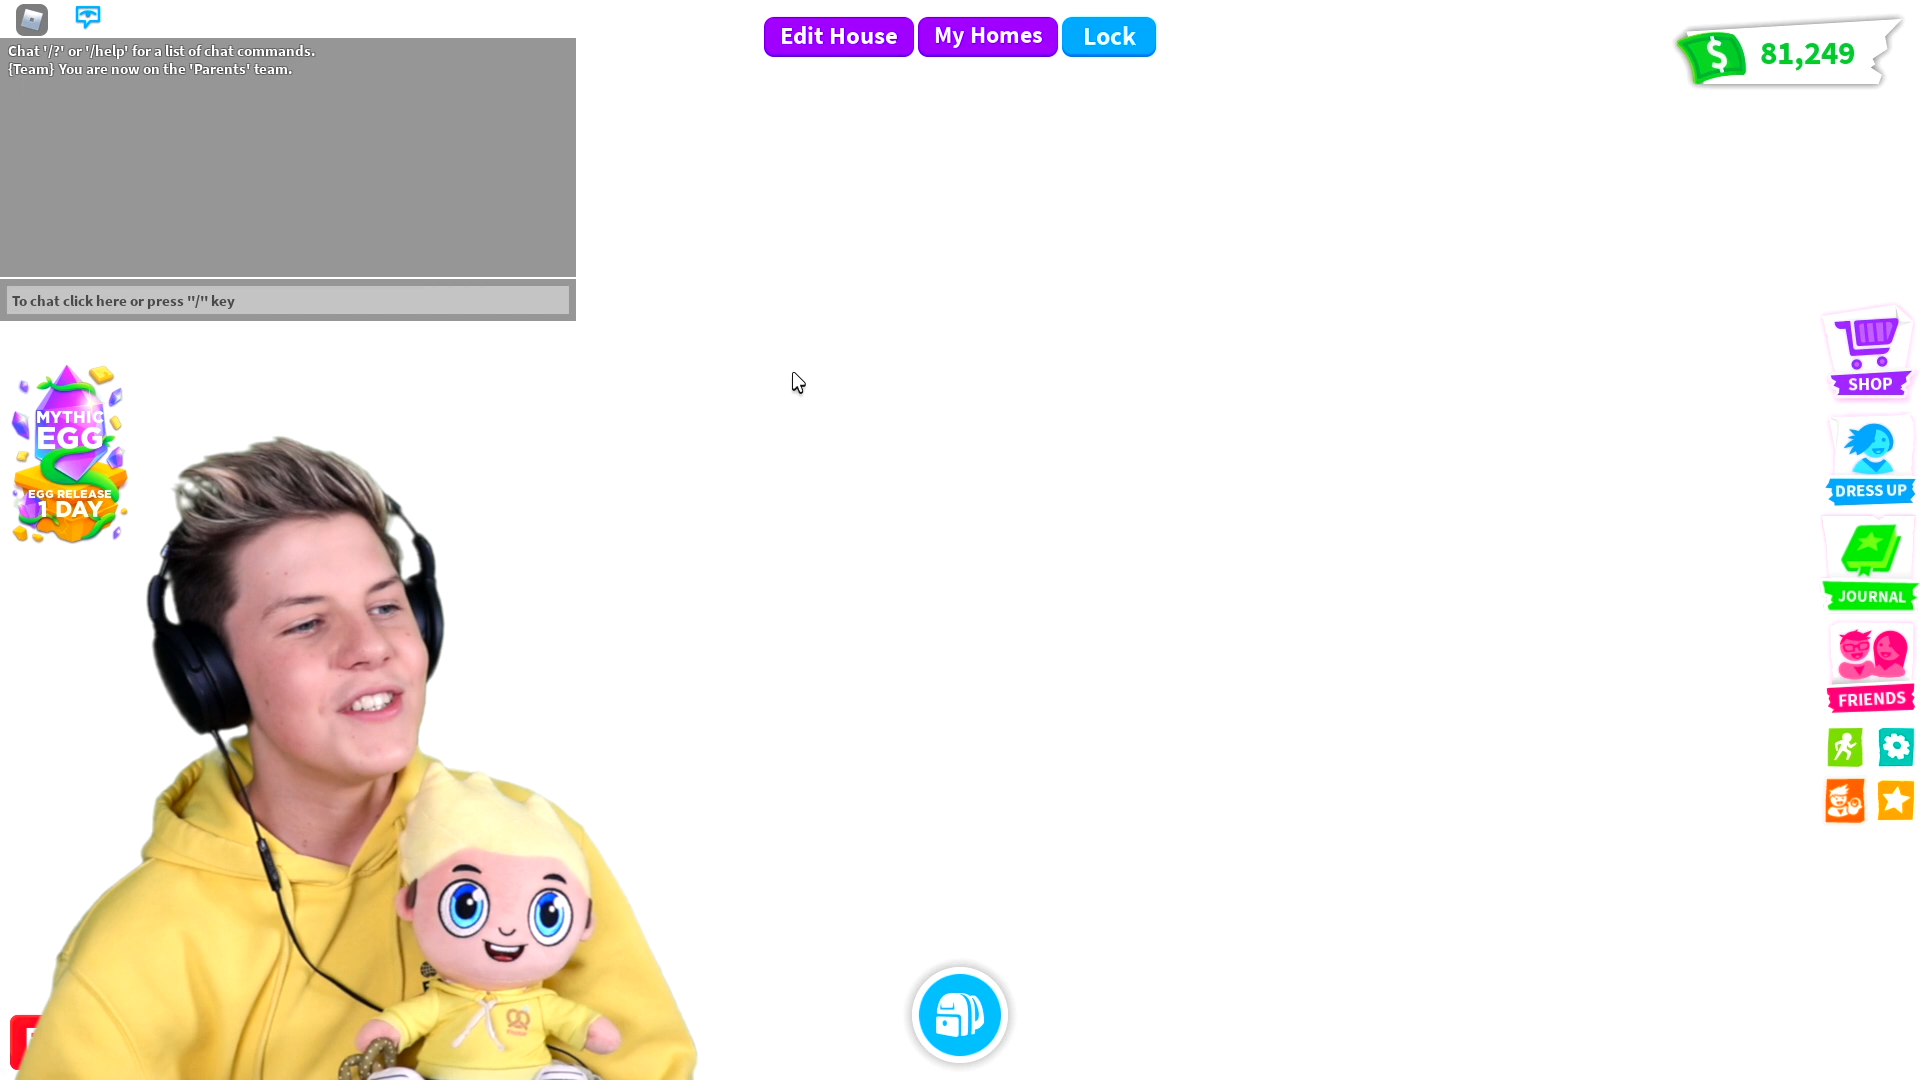 Edit House
My Homes
Lock
81,249
Chat '/?' or '/help' for a list of chat commands.
{Team} You are now on the 'Parents' team.
To chat click here or press "/" key
MYTHIC
EGG
EGG RELEASE
1 DAY
SHOP
DRESS UP
JOURNAL
FRIENDS